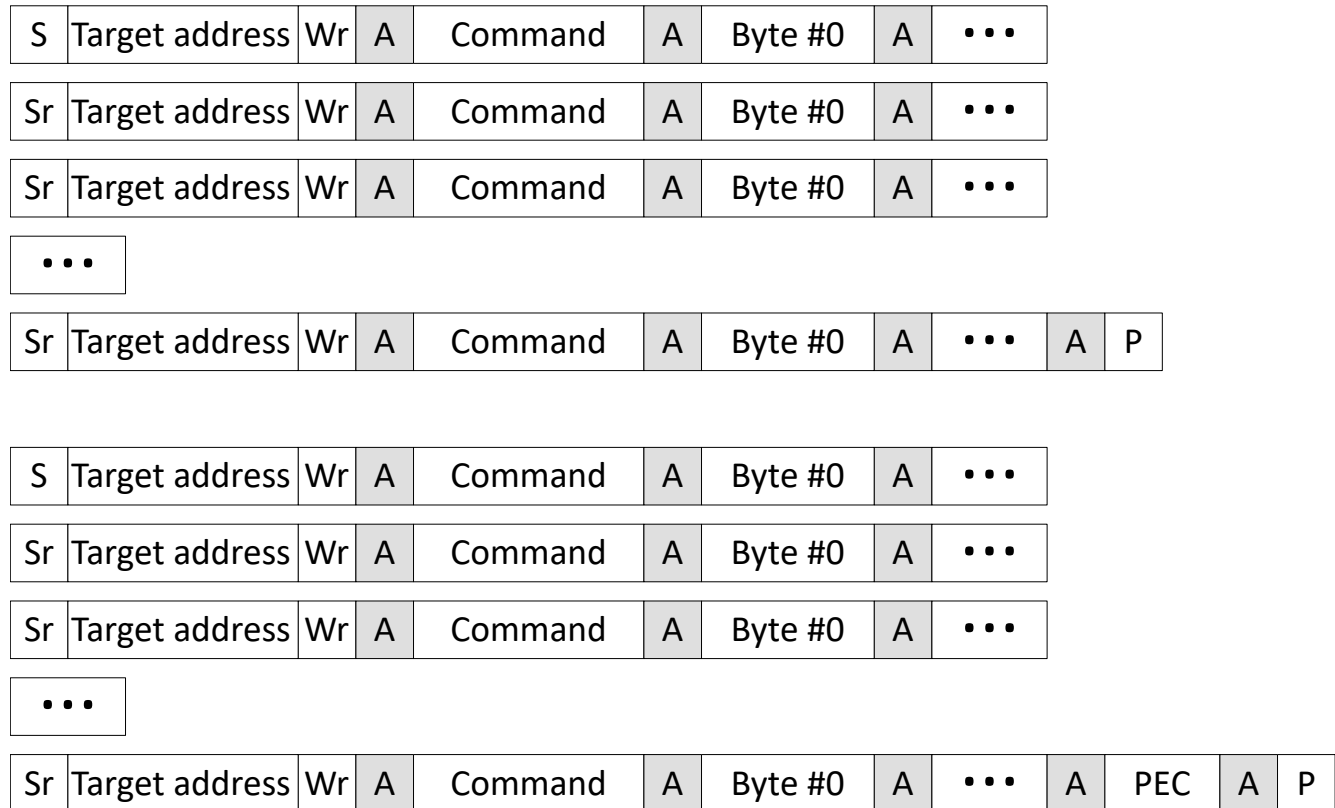 S Target address Wr A Command A Byte #0 A •••
Sr Target address Wr A Command A Byte #0 A •••
Sr Target address Wr A Command A Byte #0 A •••
•••
Sr Target address Wr A Command A Byte #0 A ••• A P
S Target address Wr A Command A Byte #0 A •••
Sr Target address Wr A Command A Byte #0 A •••
Sr Target address Wr A Command A Byte #0 A •••
•••
Sr Target address Wr A Command A Byte #0 A ••• A PEC A P